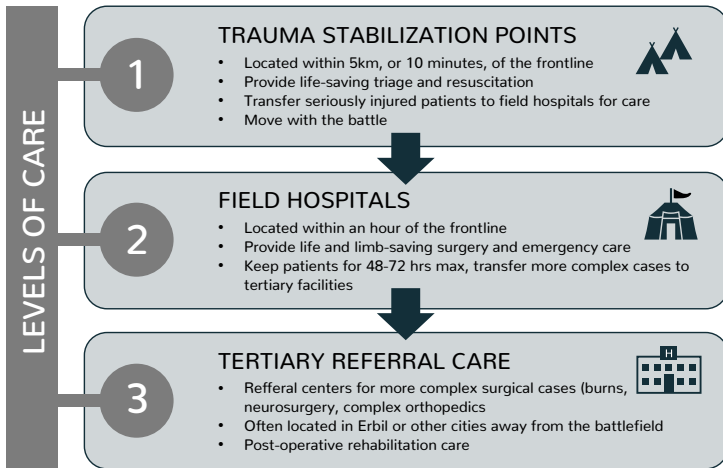 LEVELS OF CARE
1
TRAUMA STABILIZATION POINTS
• Located within 5km, or 10 minutes, of the frontline
• Provide life-saving triage and resuscitation
• Transfer seriously injured patients to field hospitals for care
• Move with the battle
2
FIELD HOSPITALS
• Located within an hour of the frontline
• Provide life and limb-saving surgery and emergency care
• Keep patients for 48-72 hrs max, transfer more complex cases to
tertiary facilities
3
TERTIARY REFERRAL CARE
• Refferal centers for more complex surgical cases (burns,
neurosurgery, complex orthopedics
• Often located in Erbil or other cities away from the battlefield
• Post-operative rehabilitation care
H